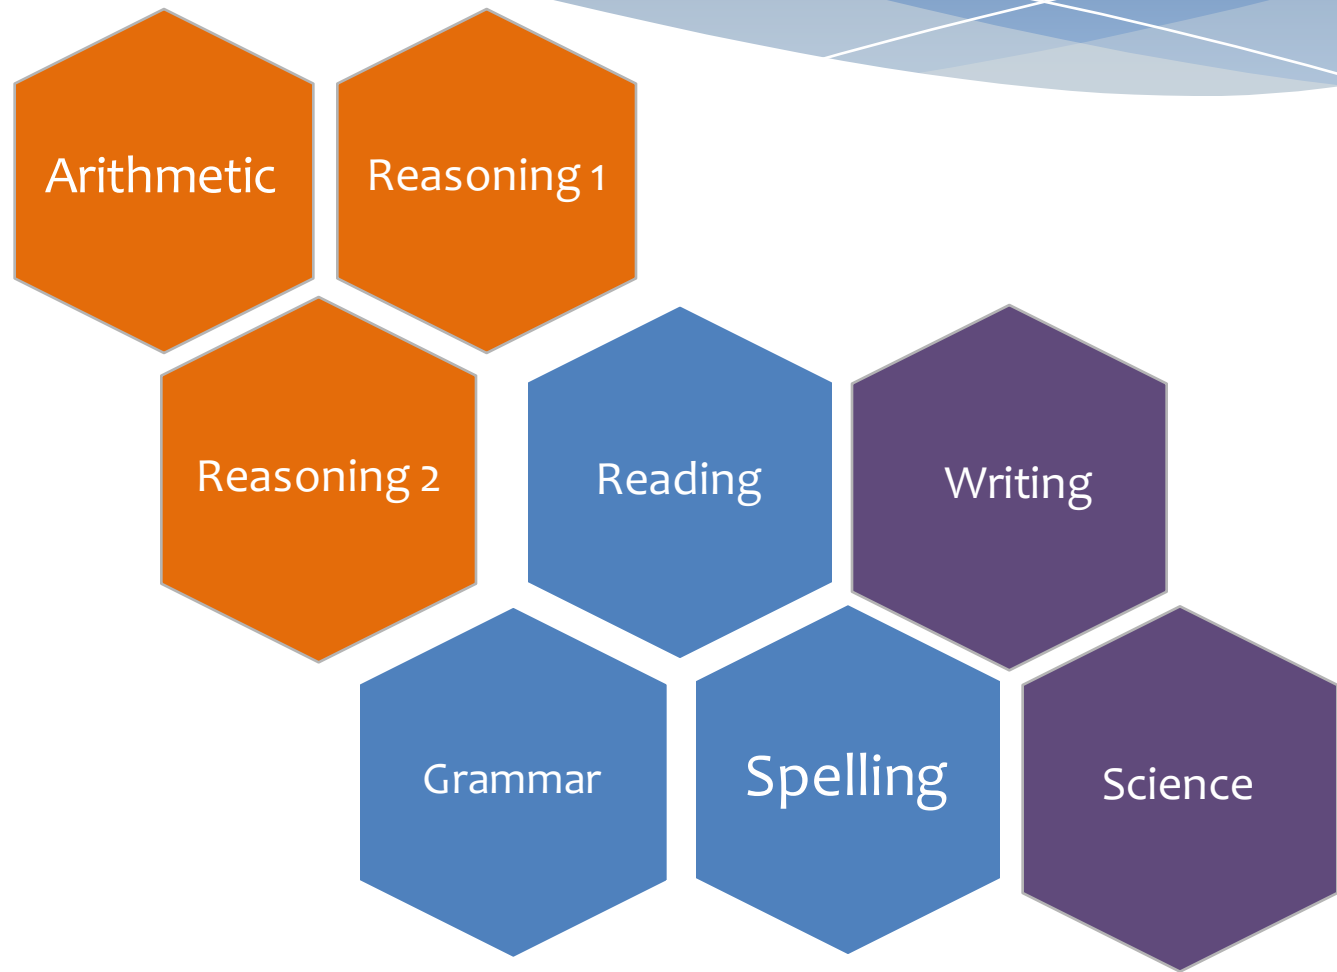 Arithmetic
Reasoning 1
Reasoning 2
Reading
Writing
Grammar
Spelling
Science